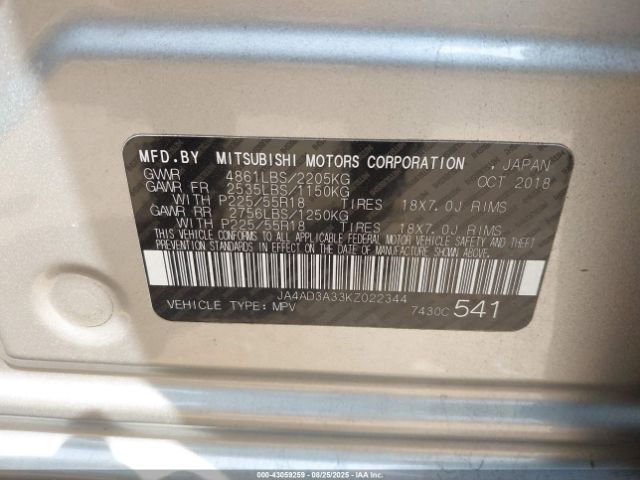 MFD.BY MITSUBISHI MOTORS CORPORATION , JAPAN
GVWR 4861LBS/2205KG OCT 2018
GAWR FR 2535LBS/1150KG
WITH P225/55R18 TIRES 18X7.0J RIMS
GAWR RR 2756LBS/1250KG
WITH P225/55R18 TIRES 18X7.0J RIMS
THIS VEHICLE CONFORMS TO ALL APPLICABLE FEDERAL MOTOR VEHICLE SAFETY AND THEFT
PREVENTION STANDARDS IN EFFECT ON THE DATE OF MANUFACTURE SHOWN ABOVE.
JA4AD3A33KZ022344
VEHICLE TYPE: MPV 7430C 541
000-43059259 - 08/25/2025 - IAAI.COM